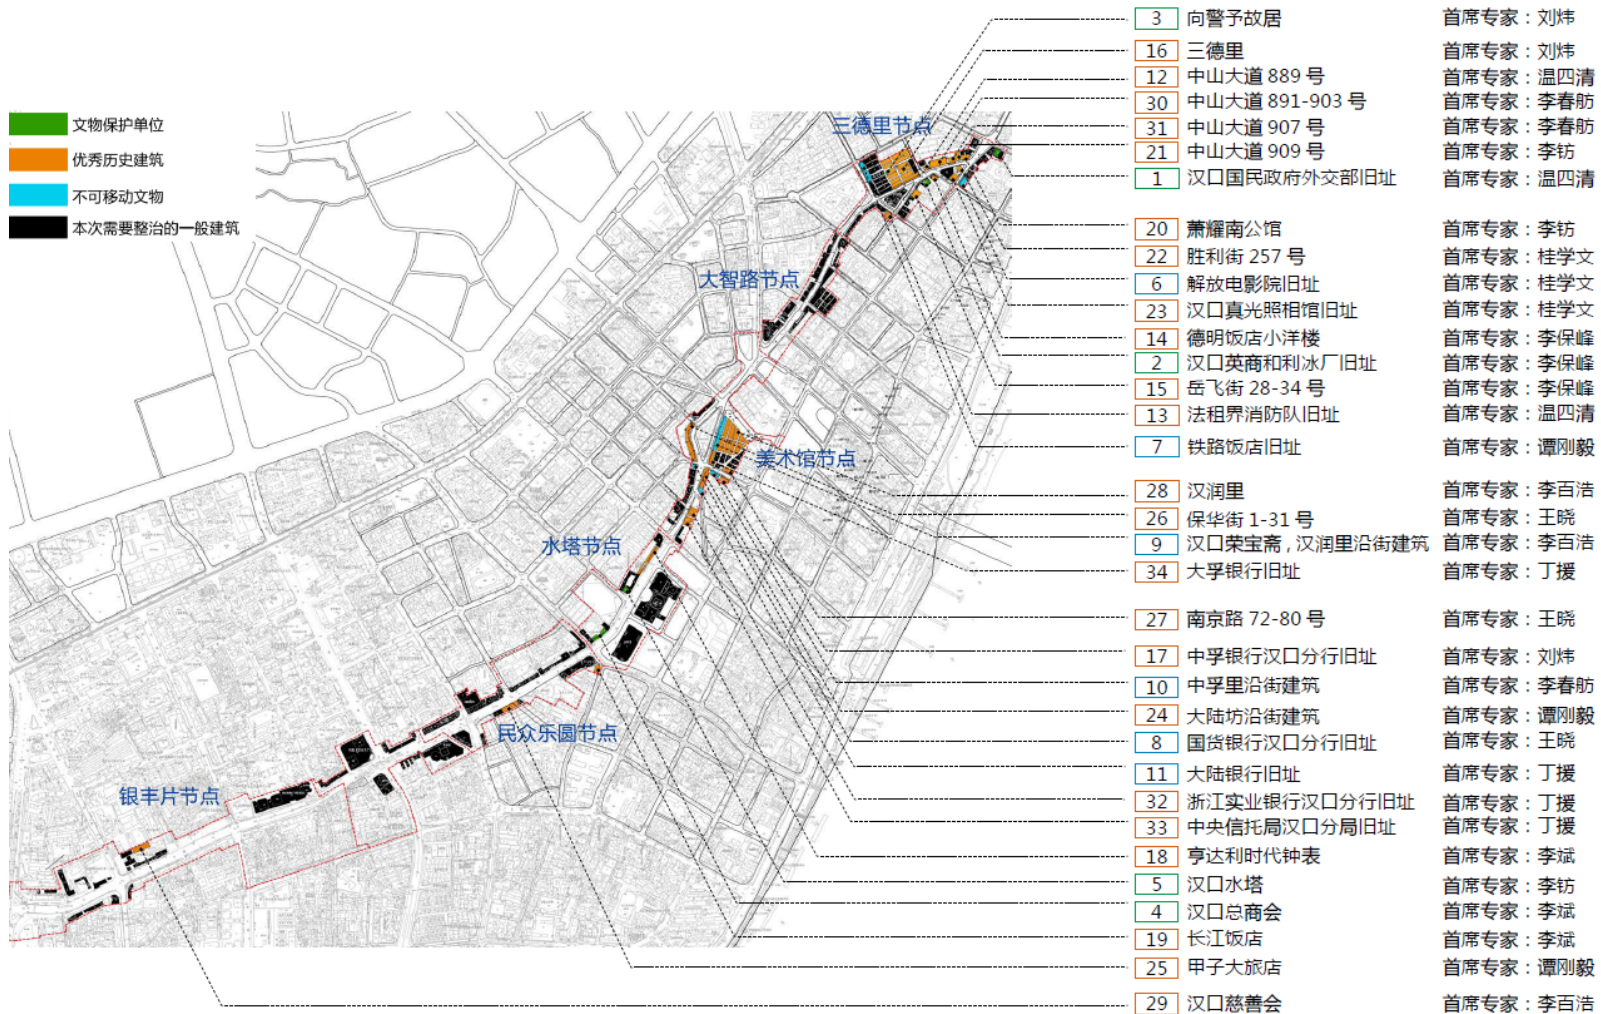 文物保护单位
优秀历史建筑
不可移动文物
本次需要整治的一般建筑
三德里节点
大智路节点
美术馆节点
水塔节点
民众乐圆节点
银丰片节点
3 向警予故居 首席专家：刘炜
16 三德里 首席专家：刘炜
12 中山大道 889 号 首席专家：温四清
30 中山大道 891-903 号 首席专家：李春舫
31 中山大道 907 号 首席专家：李春舫
21 中山大道 909 号 首席专家：李钫
1 汉口国民政府外交部旧址 首席专家：温四清
20 萧耀南公馆 首席专家：李钫
22 胜利街 257 号 首席专家：桂学文
6 解放电影院旧址 首席专家：桂学文
23 汉口真光照相馆旧址 首席专家：桂学文
14 德明饭店小洋楼 首席专家：李保峰
2 汉口英商和利冰厂旧址 首席专家：李保峰
15 岳飞街 28-34 号 首席专家：李保峰
13 法租界消防队旧址 首席专家：温四清
7 铁路饭店旧址 首席专家：谭刚毅
28 汉润里 首席专家：李百浩
26 保华街 1-31 号 首席专家：王晓
9 汉口荣宝斋 , 汉润里沿街建筑 首席专家：李百浩
34 大孚银行旧址 首席专家：丁援
27 南京路 72-80 号 首席专家：王晓
17 中孚银行汉口分行旧址 首席专家：刘炜
10 中孚里沿街建筑 首席专家：李春舫
24 大陆坊沿街建筑 首席专家：谭刚毅
8 国货银行汉口分行旧址 首席专家：王晓
11 大陆银行旧址 首席专家：丁援
32 浙江实业银行汉口分行旧址 首席专家：丁援
33 中央信托局汉口分局旧址 首席专家：丁援
18 亨达利时代钟表 首席专家：李斌
5 汉口水塔 首席专家：李钫
4 汉口总商会 首席专家：李斌
19 长江饭店 首席专家：李斌
25 甲子大旅店 首席专家：谭刚毅
29 汉口慈善会 首席专家：李百浩